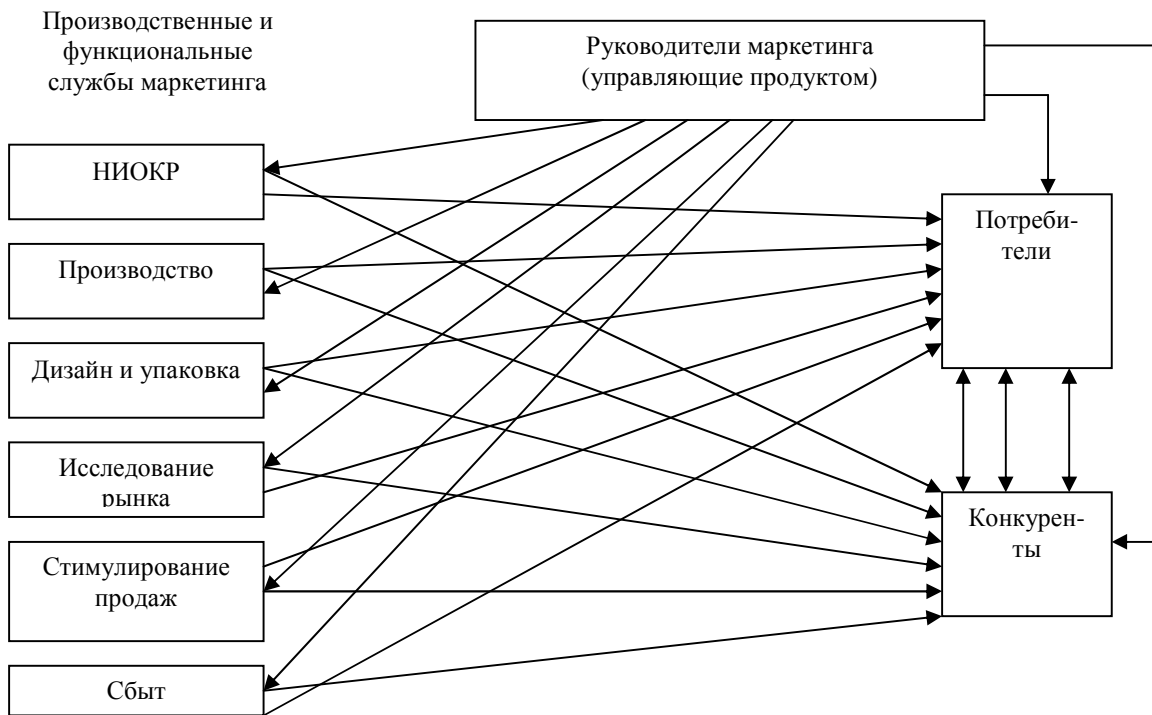 Производственные и
функциональные
службы маркетинга
Руководители маркетинга
(управляющие продуктом)
НИОКР
Производство
Дизайн и упаковка
Исследование
рынка
Стимулирование
продаж
Сбыт
Потреби-
тели
Конкурен-
ты